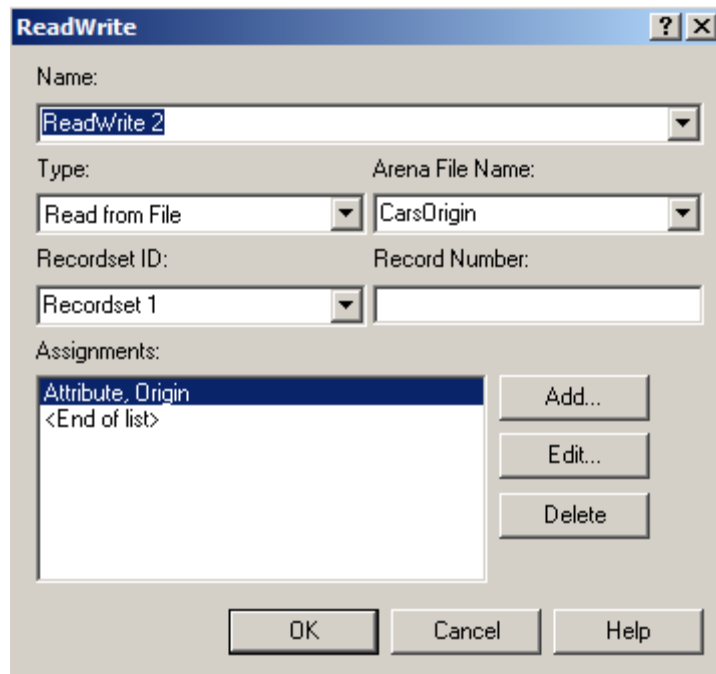 ReadWrite
Name:
ReadWrite 2
Type: Arena File Name:
Read from File CarsOrigin
Recordset ID: Record Number:
Recordset 1
Assignments:
Attribute, Origin
<End of list>
Add...
Edit...
Delete
OK Cancel Help